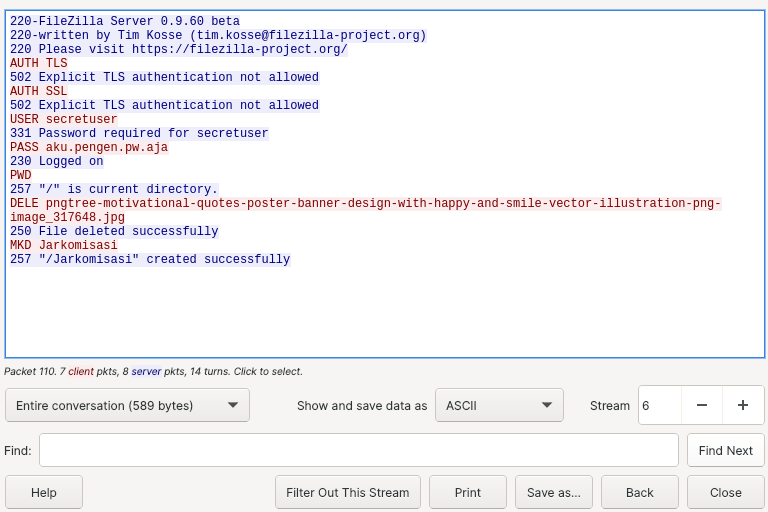 220-FileZilla Server 0.9.60 beta
220-written by Tim Kosse (tim.kosse@filezilla-project.org)
220 Please visit https://filezilla-project.org/
AUTH TLS
502 Explicit TLS authentication not allowed
AUTH SSL
502 Explicit TLS authentication not allowed
USER secretuser
331 Password required for secretuser
PASS aku.pengen.pw.aja
230 Logged on
PWD
257 "/" is current directory.
DELE pngtree-motivational-quotes-poster-banner-design-with-happy-and-smile-vector-illustration-png-
image_317648.jpg
250 File deleted successfully
MKD Jarkomisasi
257 "/Jarkomisasi" created successfully
Packet 110. 7 client pkts, 8 server pkts, 14 turns. Click to select.
Entire conversation (589 bytes) Show and save data as ASCII Stream 6 − +
Find: Find Next
Help Filter Out This Stream Print Save as... Back Close